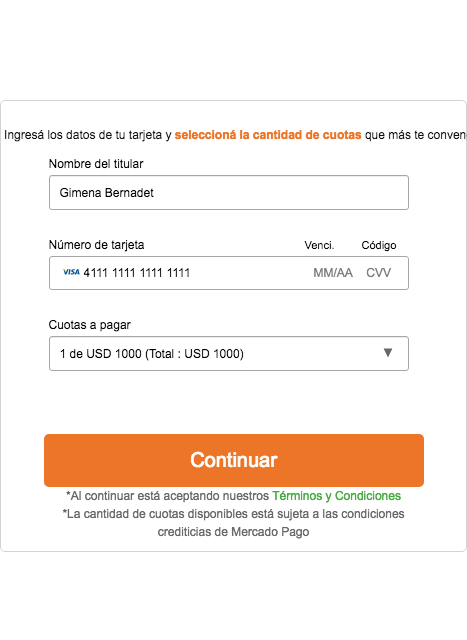 Ingresá los datos de tu tarjeta y seleccioná la cantidad de cuotas que más te conven
Nombre del titular
Gimena Bernadet
Número de tarjeta Venci. Código
VISA 4111 1111 1111 1111 MM/AA CVV
Cuotas a pagar
1 de USD 1000 (Total : USD 1000)
Continuar
*Al continuar está aceptando nuestros Términos y Condiciones
*La cantidad de cuotas disponibles está sujeta a las condiciones
crediticias de Mercado Pago